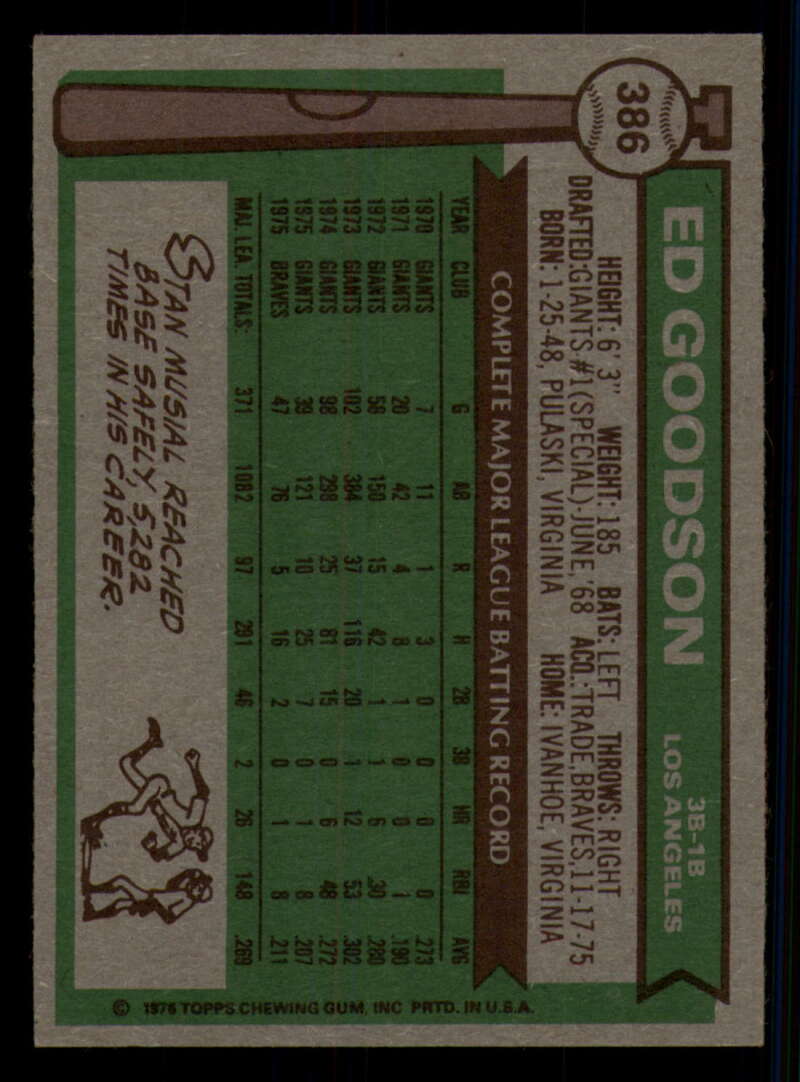 386
ED GOODSON
3B-1B
LOS ANGELES
HEIGHT: 6' 3" WEIGHT: 185 BATS: LEFT THROWS: RIGHT
DRAFTED: GIANTS #1 (SPECIAL)-JUNE, '68 ACQ.: TRADE, BRAVES, 11-17-75
BORN: 1-25-48, PULASKI, VIRGINIA HOME: IVANHOE, VIRGINIA
COMPLETE MAJOR LEAGUE BATTING RECORD
YEAR CLUB G AB R H 2B 3B HR RBI AVG
1970 GIANTS 7 11 1 3 0 0 0 0 .273
1971 GIANTS 20 42 4 8 1 0 0 1 .190
1972 GIANTS 58 150 15 42 1 1 6 30 .280
1973 GIANTS 102 384 37 116 20 1 12 53 .302
1974 GIANTS 98 298 25 81 15 0 6 48 .272
1975 GIANTS 39 121 10 25 7 0 1 8 .207
1975 BRAVES 47 76 5 16 2 0 1 8 .211
MAJ. LEA. TOTALS: 371 1082 97 291 46 2 26 148 .269
STAN MUSIAL REACHED
BASE SAFELY, 5,282
TIMES IN HIS CAREER.
© 1976 TOPPS CHEWING GUM, INC PRTD. IN U.S.A.